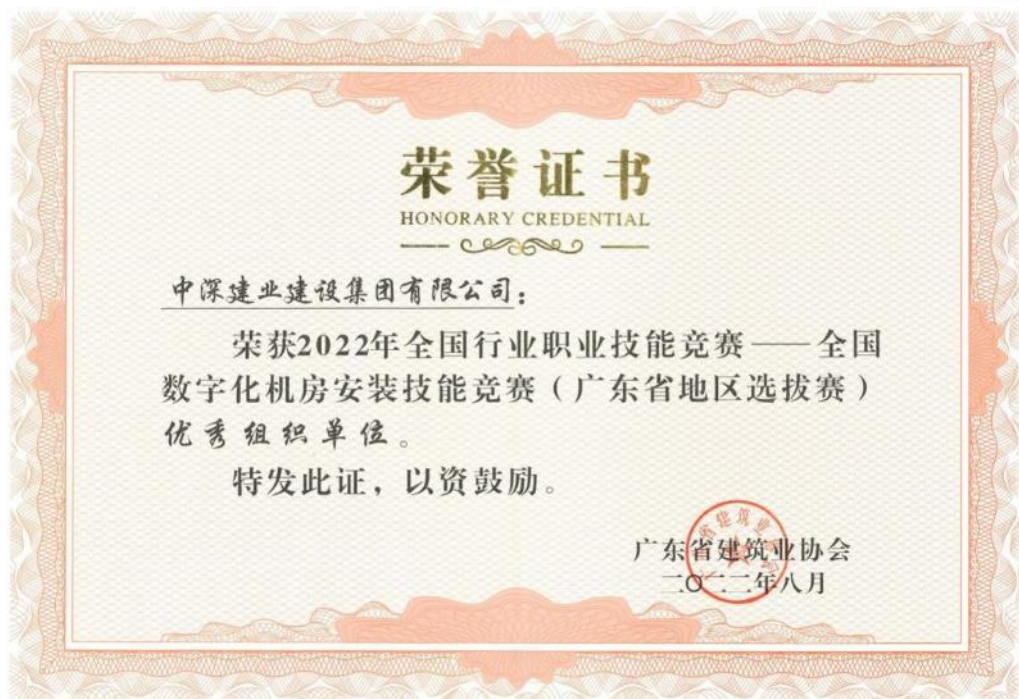 荣誉证书
HONORARY CREDENTIAL
中深建业建设集团有限公司：
荣获2022年全国行业职业技能竞赛——全国
数字化机房安装技能竞赛（广东省地区选拔赛）
优秀组织单位。
特发此证，以资鼓励。
广东省建筑业协会
二〇二二年八月